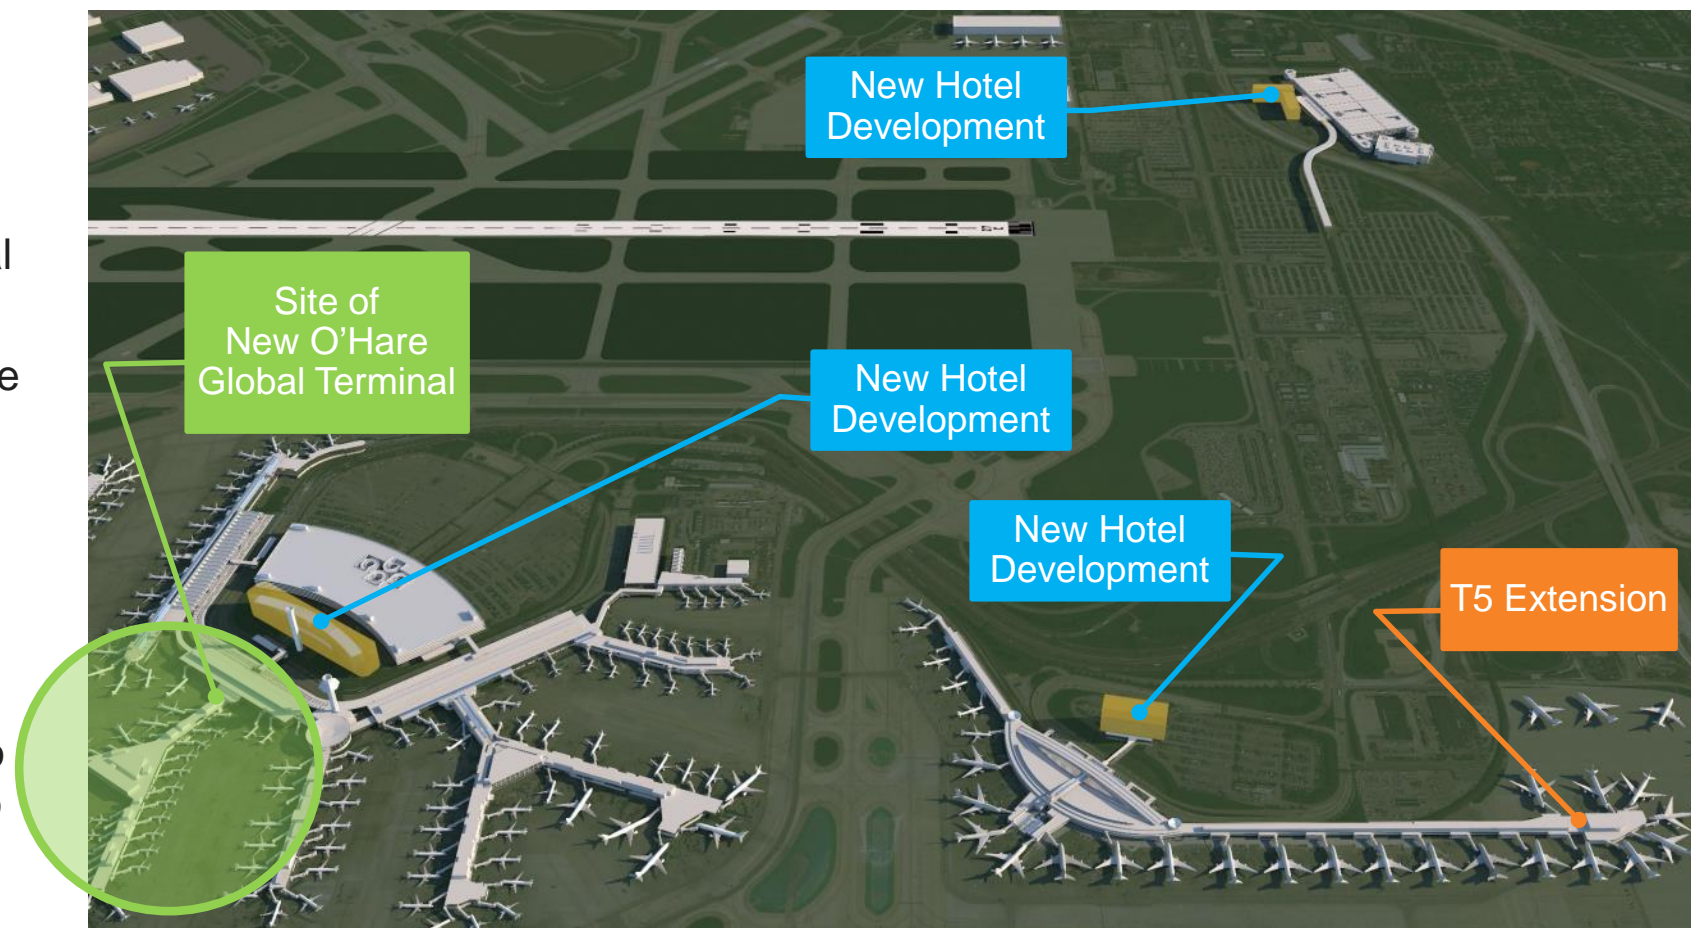 New Hotel
Development
Site of
New O’Hare
Global Terminal
New Hotel
Development
New Hotel
Development
T5 Extension